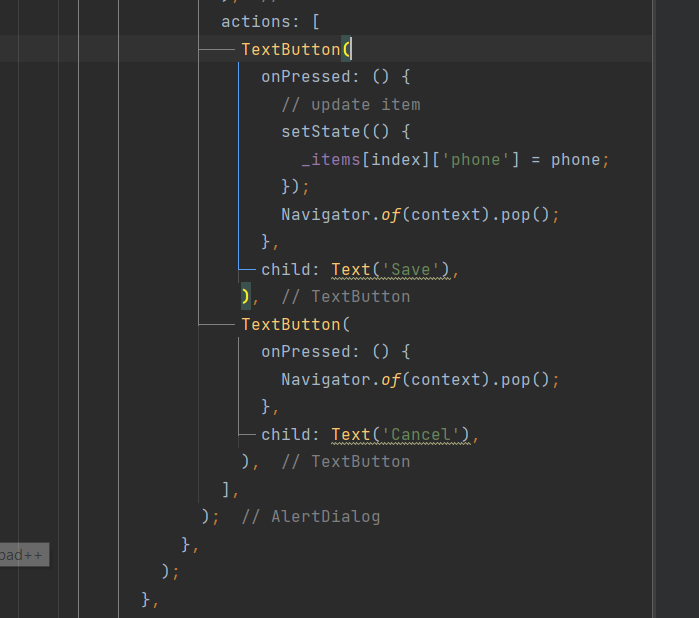 actions: [
TextButton(
onPressed: () {
// update item
setState(() {
_items[index]['phone'] = phone;
});
Navigator.of(context).pop();
},
child: Text('Save'),
), // TextButton
TextButton(
onPressed: () {
Navigator.of(context).pop();
},
child: Text('Cancel'),
), // TextButton
],
); // AlertDialog
pad++
},
);
},